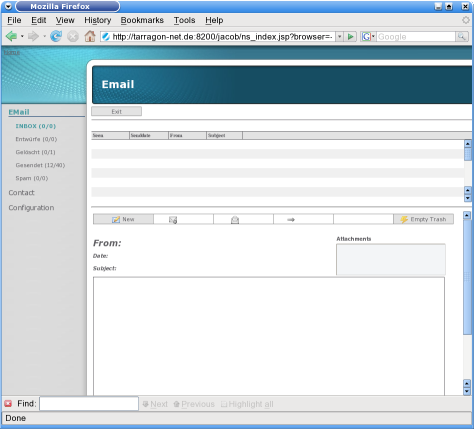 Mozilla Firefox
File Edit View History Bookmarks Tools Help
http://tarragon-net.de:8200/jacob/ns_index.jsp?browser=-
Google
Email
Exit
EMail
INBOX (0/0)
Entwürfe (0/0)
Gelöscht (0/1)
Gesendet (12/40)
Spam (0/0)
Contact
Configuration
Seen Senddate From Subject
New Empty Trash
From:
Attachments
Date:
Subject:
Find: Next Previous Highlight all
Done